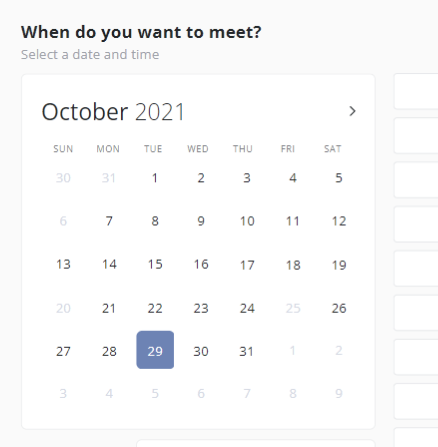 When do you want to meet?
Select a date and time
October 2021
SUN MON TUE WED THU FRI SAT
30 31 1 2 3 4 5
6 7 8 9 10 11 12
13 14 15 16 17 18 19
20 21 22 23 24 25 26
27 28 29 30 31 1 2
3 4 5 6 7 8 9